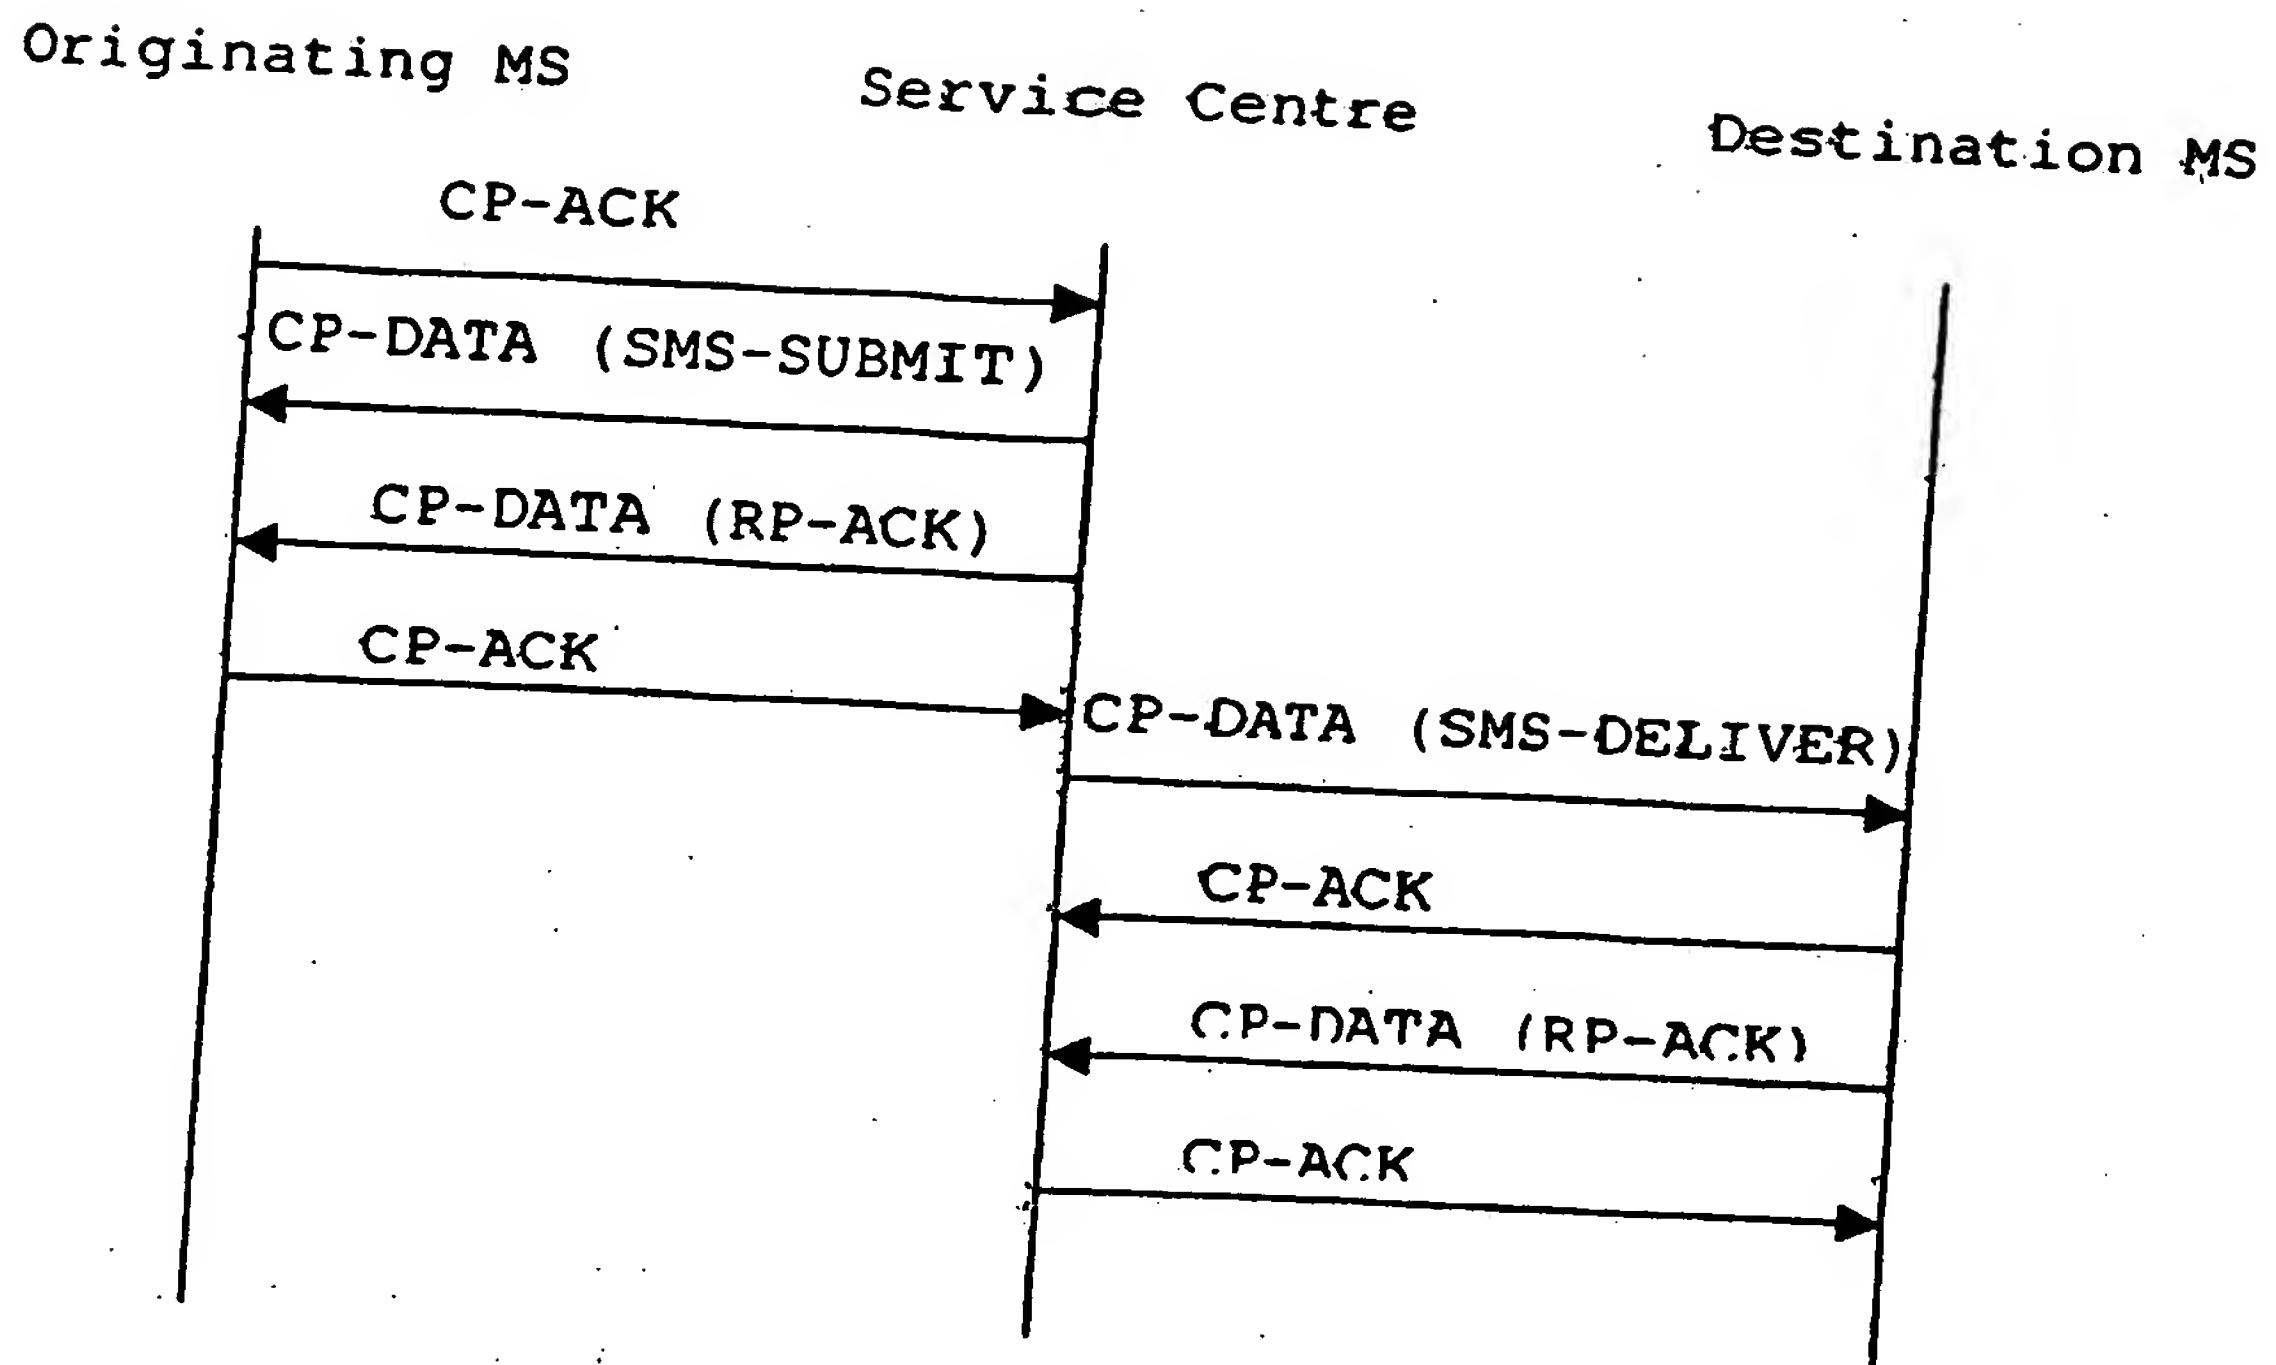 Originating MS
Service Centre
Destination MS
CP-ACK
CP-DATA (SMS-SUBMIT)
CP-DATA (RP-ACK)
CP-ACK
CP-DATA (SMS-DELIVER)
CP-ACK
CP-DATA (RP-ACK)
CP-ACK